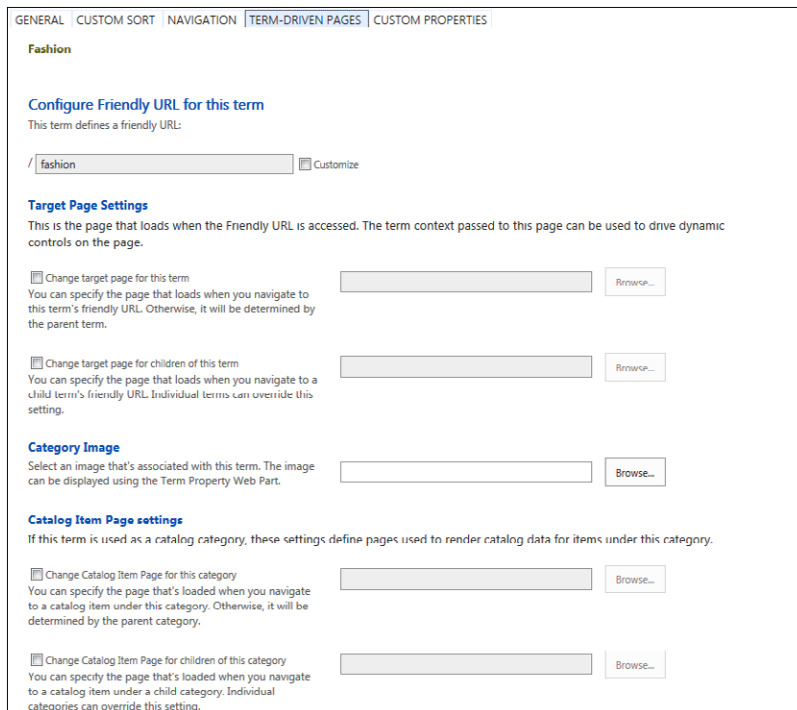 GENERAL CUSTOM SORT NAVIGATION TERM-DRIVEN PAGES CUSTOM PROPERTIES
Fashion
Configure Friendly URL for this term
This term defines a friendly URL:
/ fashion Customize
Target Page Settings
This is the page that loads when the Friendly URL is accessed. The term context passed to this page can be used to drive dynamic
controls on the page.
Change target page for this term
Browse...
You can specify the page that loads when you navigate to
this term's friendly URL. Otherwise, it will be determined by
the parent term.
Change target page for children of this term
Browse...
You can specify the page that loads when you navigate to a
child term's friendly URL. Individual terms can override this
setting.
Category Image
Select an image that's associated with this term. The image
can be displayed using the Term Property Web Part.
Browse...
Catalog Item Page settings
If this term is used as a catalog category, these settings define pages used to render catalog data for items under this category.
Change Catalog Item Page for this category
Browse...
You can specify the page that's loaded when you navigate
to a catalog item under this category. Otherwise, it will be
determined by the parent category.
Change Catalog Item Page for children of this category
Browse...
You can specify the page that's loaded when you navigate
to a catalog item under a child category. Individual
categories can override this setting.